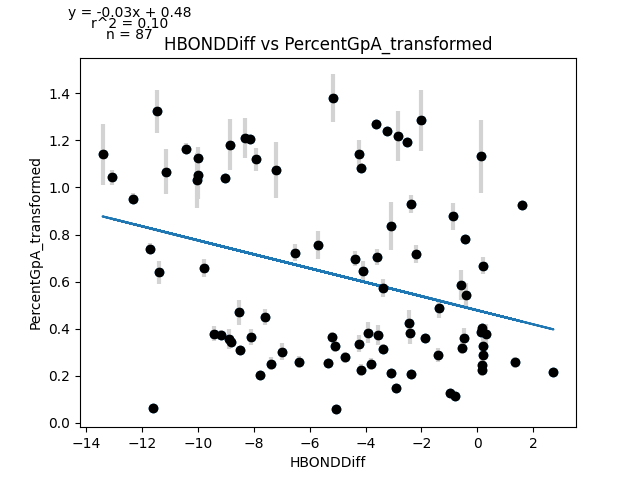 y = -0.03x + 0.48
r^2 = 0.10
n = 87
HBONDDiff vs PercentGpA_transformed
PercentGpA_transformed
1.4
1.2
1.0
0.8
0.6
0.4
0.2
0.0
−14 −12 −10 −8 −6 −4 −2 0 2
HBONDDiff